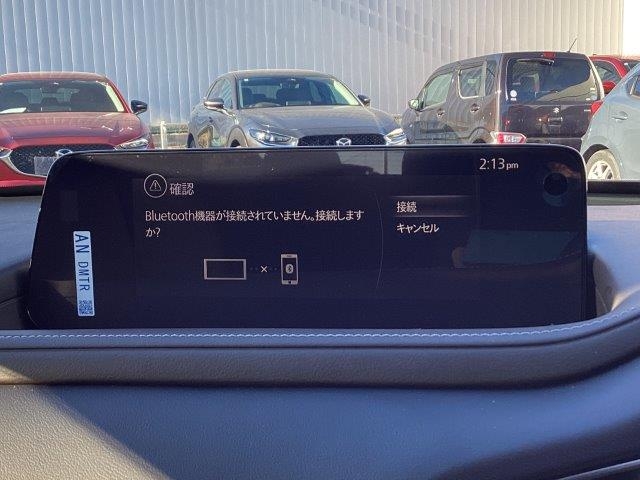 2:13pm
確認
Bluetooth機器が接続されていません。接続します
か?
接続
キャンセル
AN DMTR